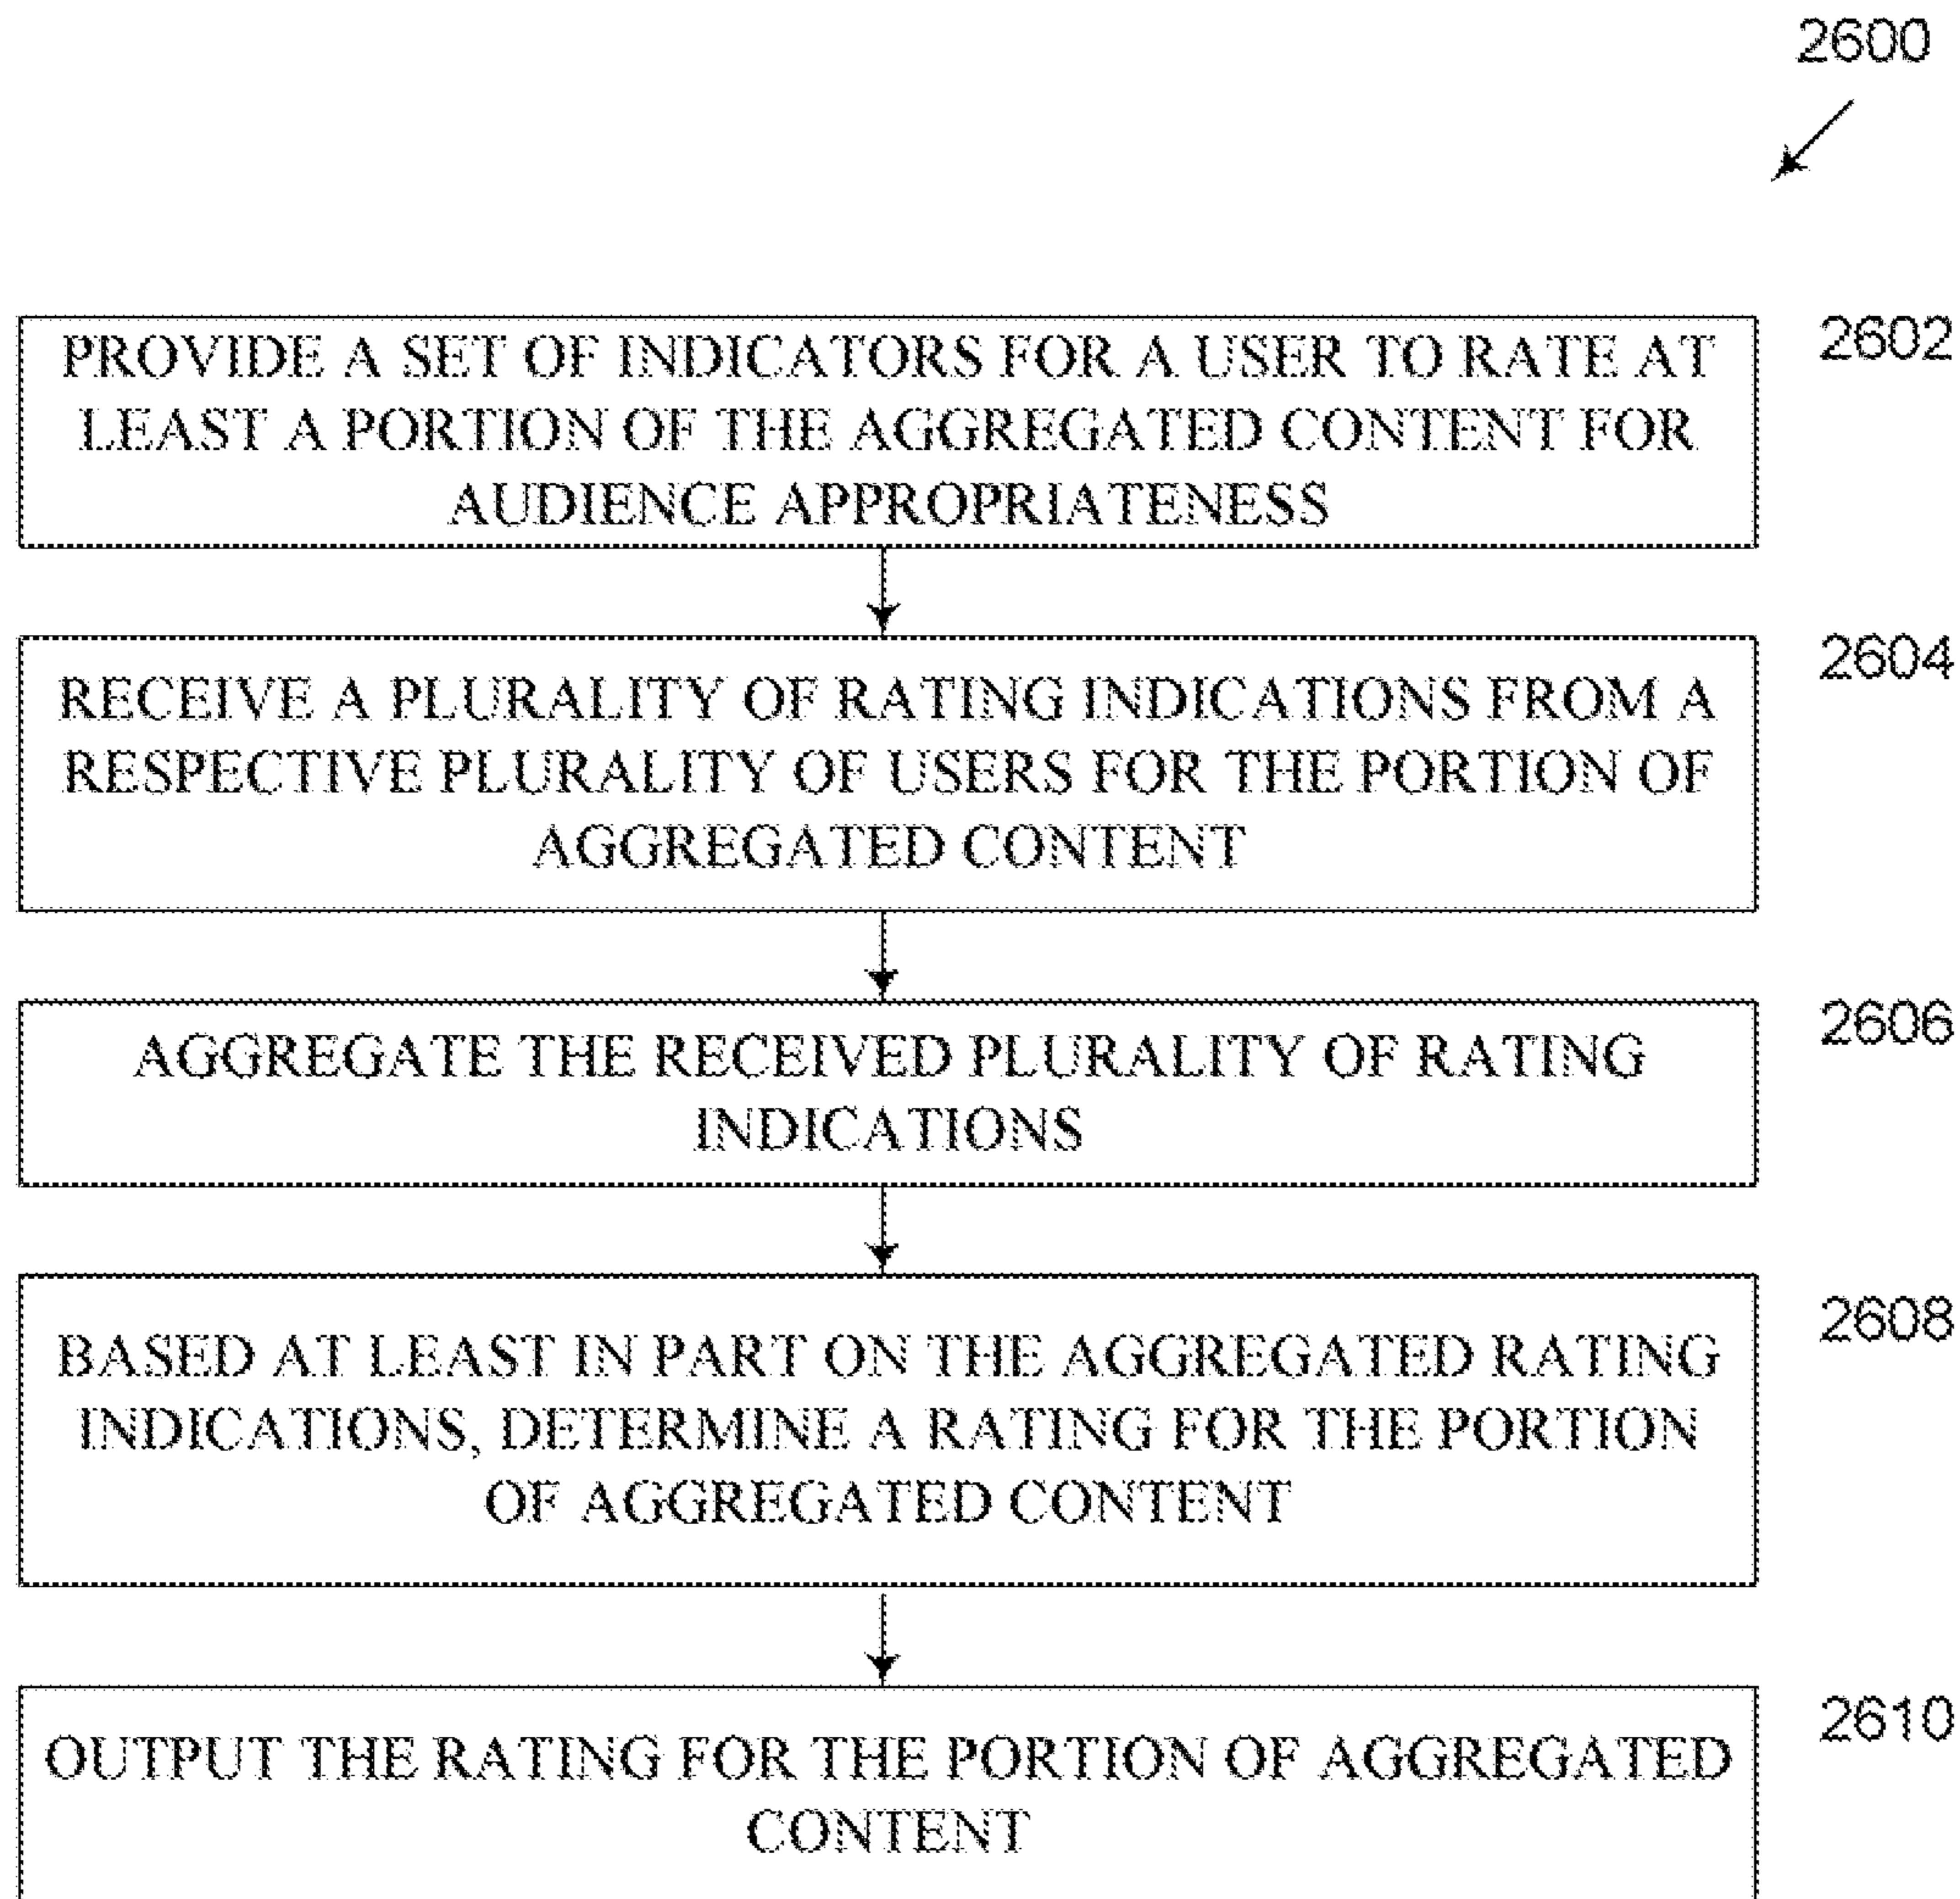 2600
PROVIDE A SET OF INDICATORS FOR A USER TO RATE AT
LEAST A PORTION OF THE AGGREGATED CONTENT FOR
AUDIENCE APPROPRIATENESS
2602
RECEIVE A PLURALITY OF RATING INDICATIONS FROM A
RESPECTIVE PLURALITY OF USERS FOR THE PORTION OF
AGGREGATED CONTENT
2604
AGGREGATE THE RECEIVED PLURALITY OF RATING
INDICATIONS
2606
BASED AT LEAST IN PART ON THE AGGREGATED RATING
INDICATIONS, DETERMINE A RATING FOR THE PORTION
OF AGGREGATED CONTENT
2608
OUTPUT THE RATING FOR THE PORTION OF AGGREGATED
CONTENT
2610